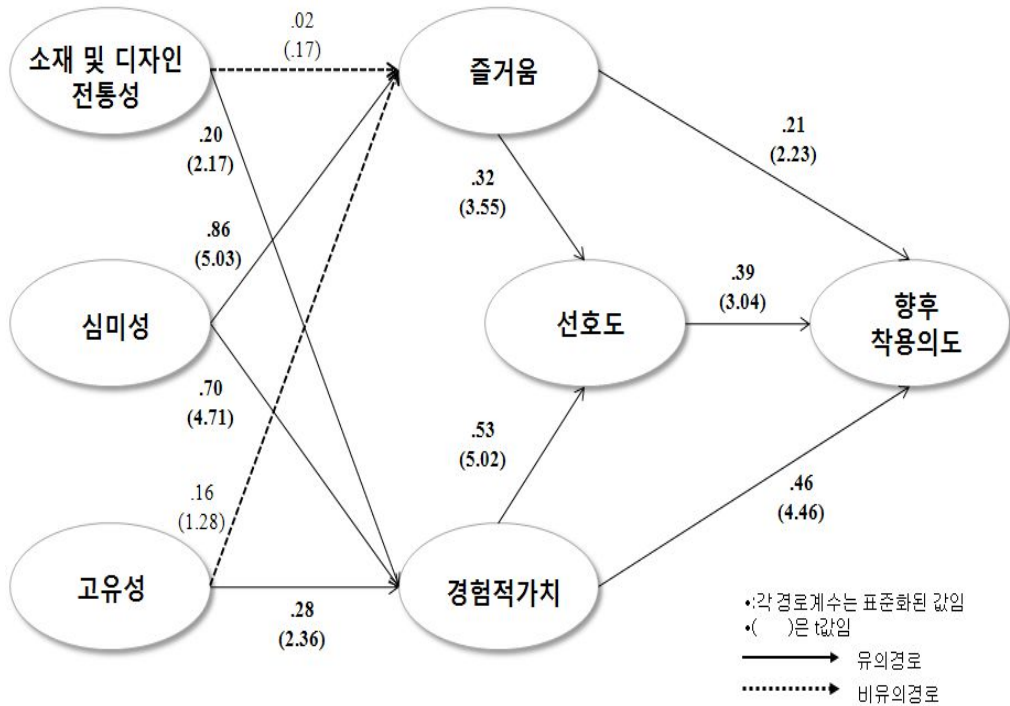 소재 및 디자인
전통성
.02
(.17)
즐거움
.20
(2.17)
.21
(2.23)
.32
(3.55)
.86
(5.03)
심미성
선호도
.39
(3.04)
향후
착용의도
.70
(4.71)
.53
(5.02)
.46
(4.46)
.16
(1.28)
고유성
.28
(2.36)
경험적가치
•:각 경로계수는 표준화된 값임
•( )은 t값임
유의경로
비유의경로